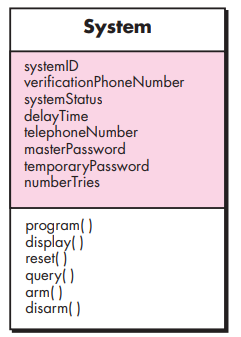 System
systemID
verificationPhoneNumber
systemStatus
delayTime
telephoneNumber
masterPassword
temporaryPassword
numberTries
program( )
display( )
reset( )
query( )
arm( )
disarm( )